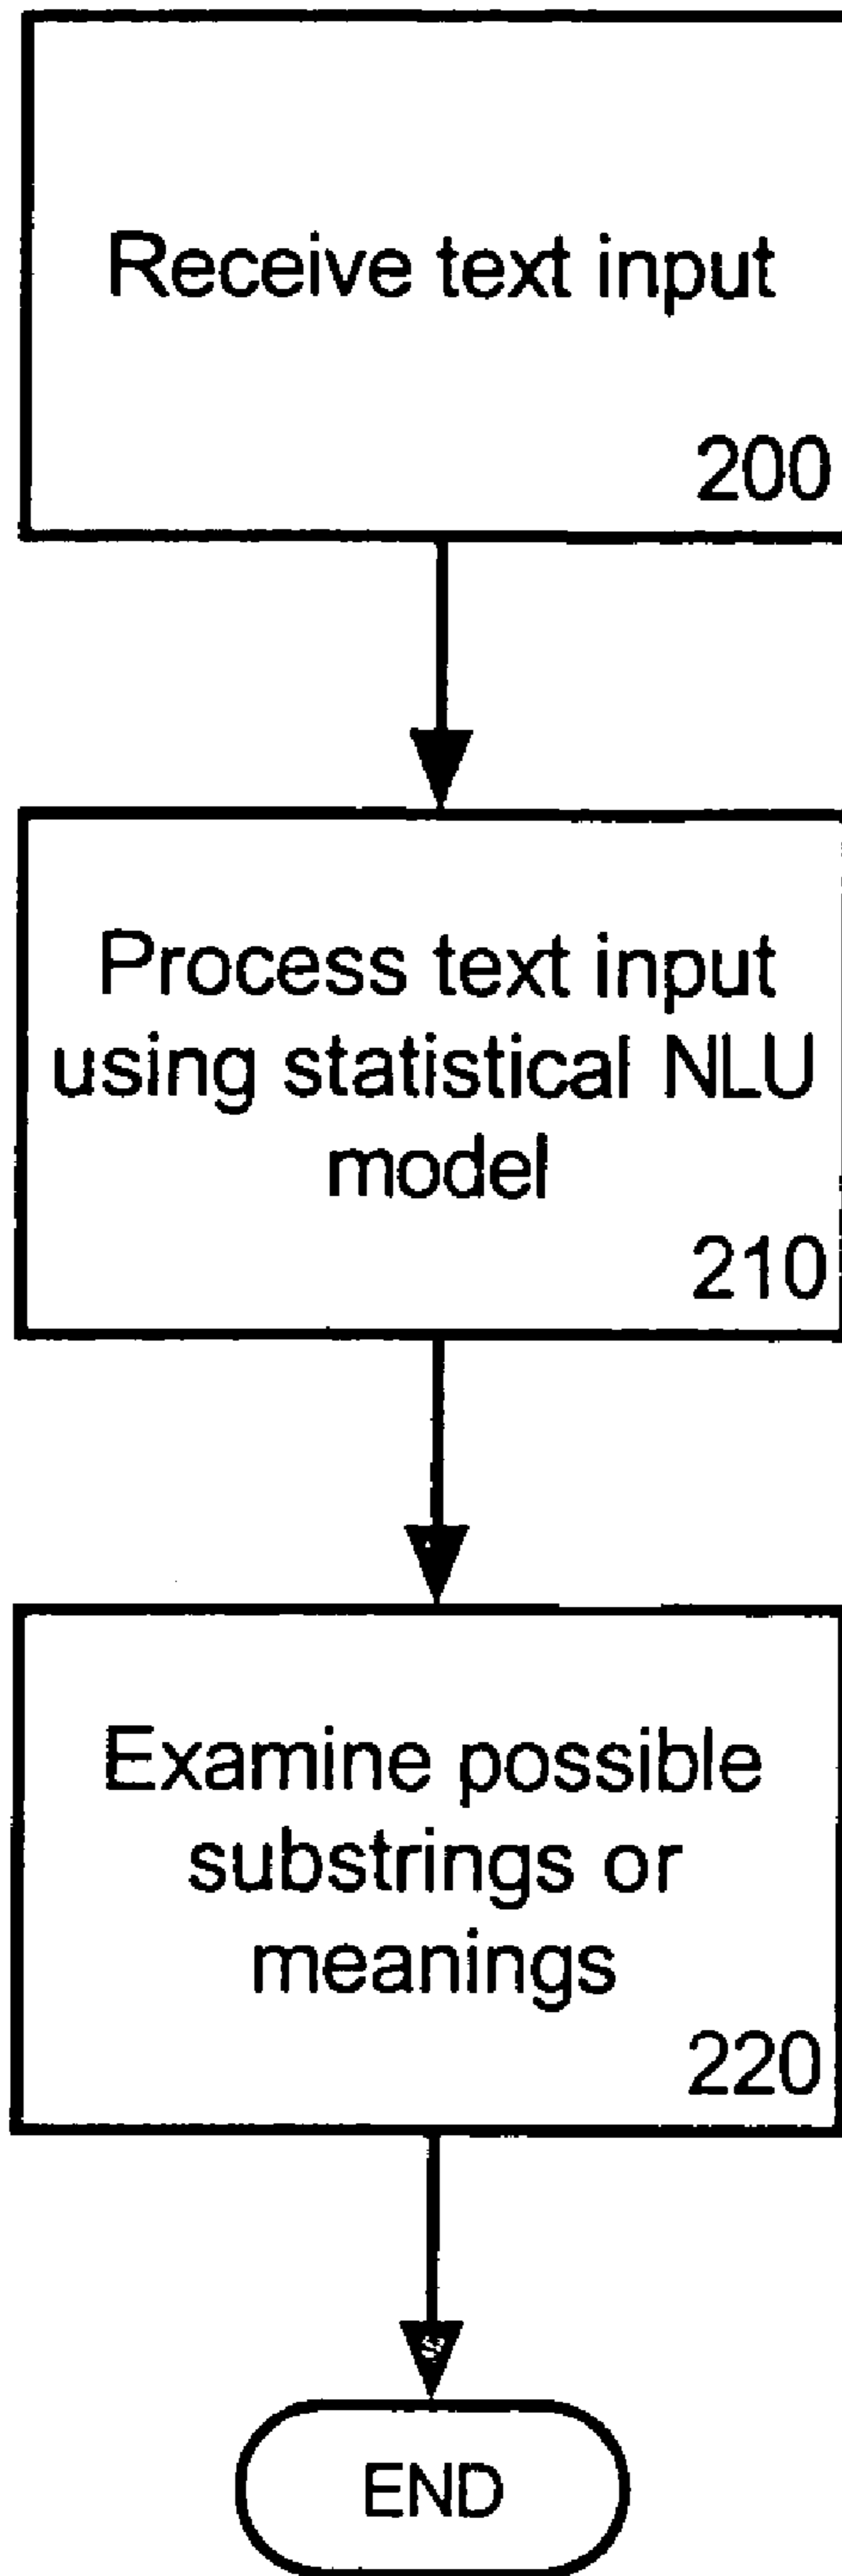 Receive text input
200
Process text input
using statistical NLU
model
210
Examine possible
substrings or
meanings
220
END